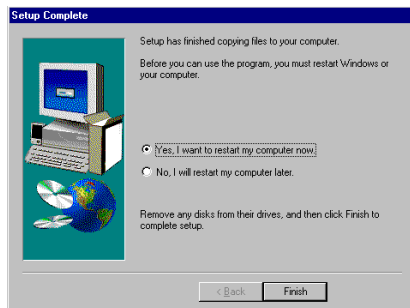 Setup Complete
Setup has finished copying files to your computer.
Before you can use the program, you must restart Windows or
your computer.
Yes, I want to restart my computer now.
No, I will restart my computer later.
Remove any disks from their drives, and then click Finish to
complete setup.
< Back
Finish